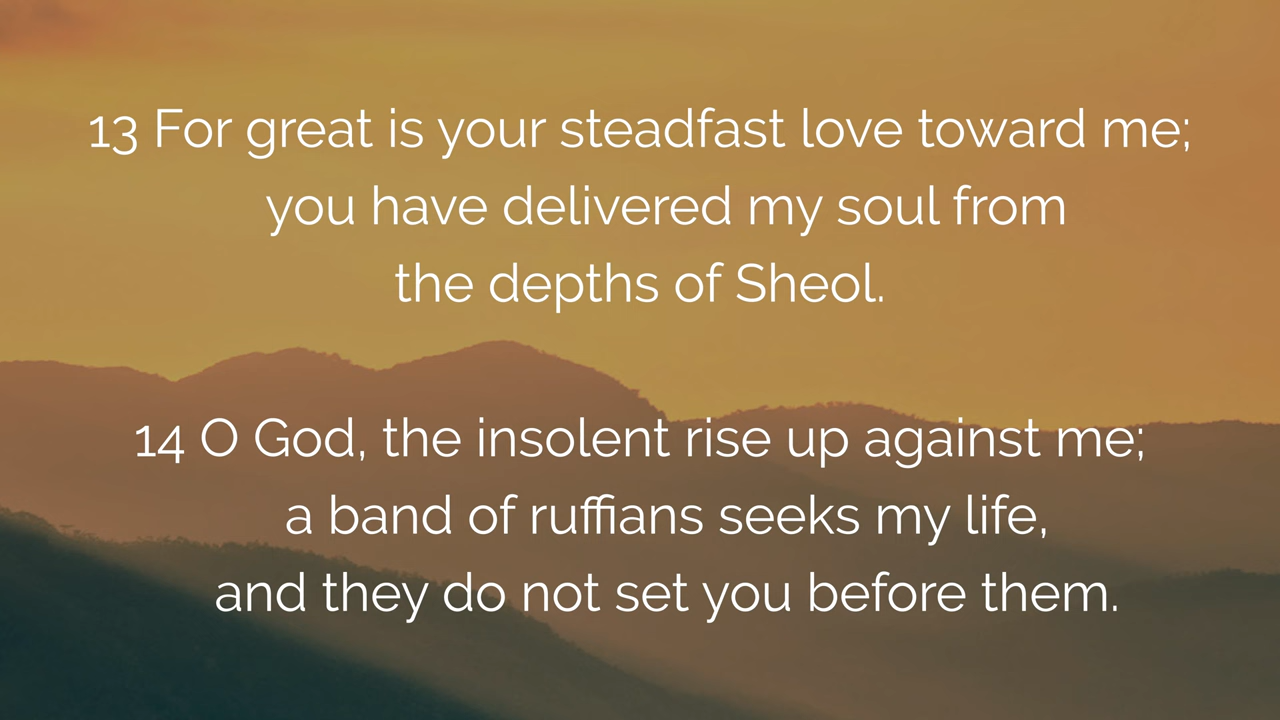 13 For great is your steadfast love toward me;
you have delivered my soul from
the depths of Sheol.
14 O God, the insolent rise up against me;
a band of ruffians seeks my life,
and they do not set you before them.